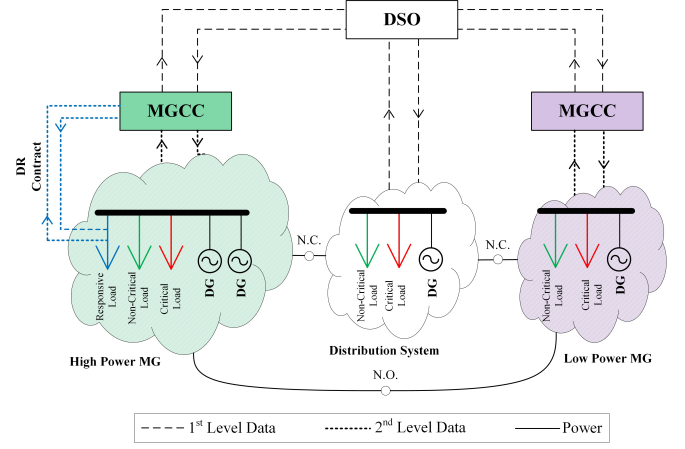 DSO
MGCC
MGCC
DR
Contract
N.C.
N.C.
Responsive
Load
Non-Critical
Load
Critical
Load
DG
DG
Non-Critical
Load
Critical
Load
DG
Non-Critical
Load
Critical
Load
DG
High Power MG
Distribution System
Low Power MG
N.O.
1st Level Data
2nd Level Data
Power